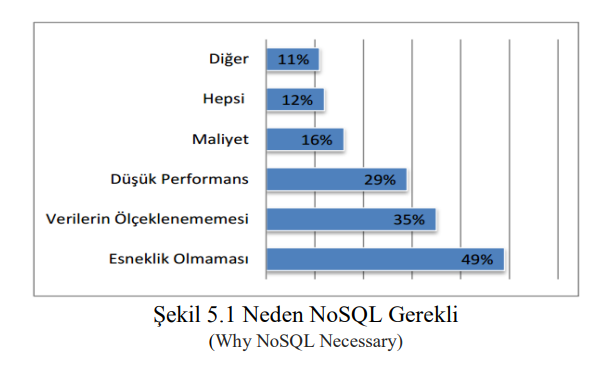 Diğer 11%
Hepsi 12%
Maliyet 16%
Düşük Performans 29%
Verilerin Ölçeklenememesi 35%
Esneklik Olmaması 49%
Şekil 5.1 Neden NoSQL Gerekli
(Why NoSQL Necessary)